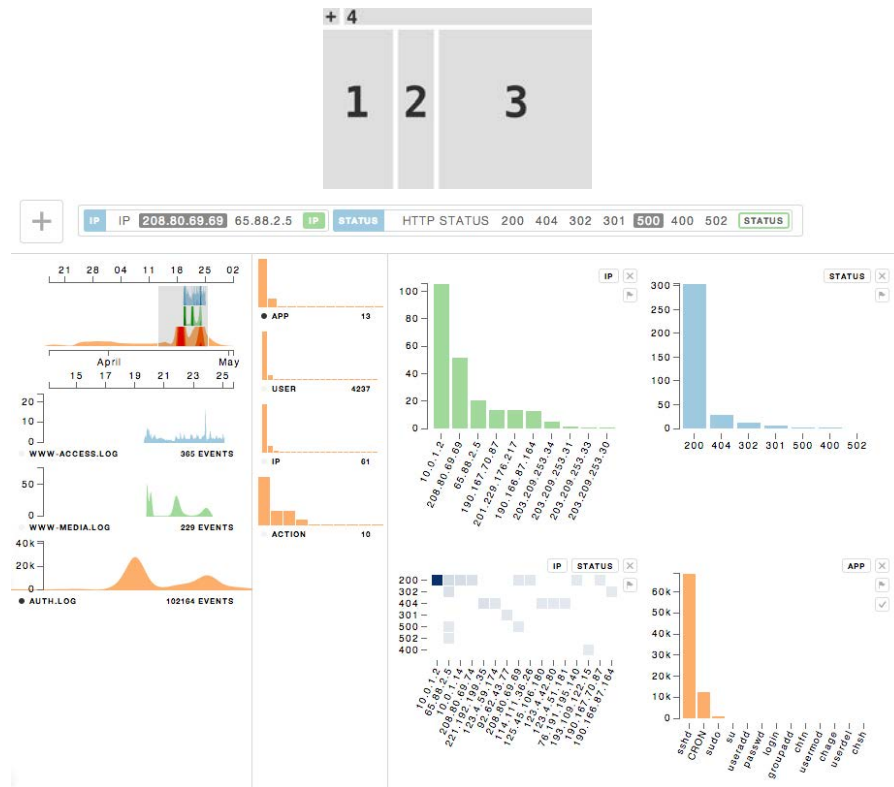 + 4
1 2 3
+ IP IP 208.80.69.69 65.88.2.5 IP STATUS HTTP STATUS 200 404 302 301 500 400 502 STATUS
21 28 04 11 18 25 02
April May
15 17 19 21 23 25
20
10
0
WWW-ACCESS.LOG 365 EVENTS
50
0
WWW-MEDIA.LOG 229 EVENTS
40k
20k
0
AUTH.LOG 102164 EVENTS
APP 13
USER 4237
IP 61
ACTION 10
IP
100
80
60
40
20
0
10.0.1.2
208.80.69.69
65.88.2.5
190.167.70.87
201.229.176.217
190.166.87.164
203.209.253.34
203.209.253.31
203.209.253.33
203.209.253.30
STATUS
300
250
200
150
100
50
0
200 404 302 301 500 400 502
IP STATUS
200
302
404
301
500
502
400
10.0.1.2
65.88.2.5
10.0.1.14
208.80.69.74
221.192.199.35
123.4.59.174
92.62.43.77
208.80.69.69
114.111.36.26
125.45.106.180
123.4.42.80
123.4.51.181
76.191.195.140
193.109.122.15
190.167.70.87
190.166.87.164
APP
60k
50k
40k
30k
20k
10k
0
sshd
CRON
sudo
su
useradd
passwd
login
groupadd
chfn
usermod
chage
userdel
chsh